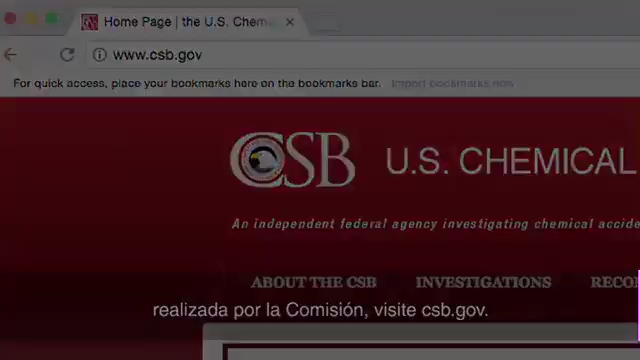 Home Page | the U.S. Chem
www.csb.gov
For quick access, place your bookmarks here on the bookmarks bar. Import bookmarks now
CSB U.S. CHEMICAL
An independent federal agency investigating chemical accide
ABOUT THE CSB INVESTIGATIONS RECO
realizada por la Comisión, visite csb.gov.